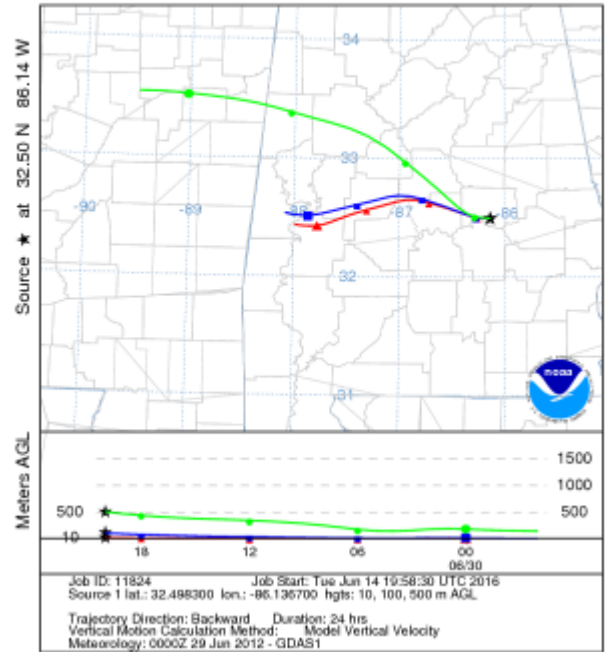 Source ★ at 32.50 N 86.14 W
34
33
-90
-89
-88
-87
-86
32
31
noaa
Meters AGL
1500
1000
500
500
10
18
12
06
00
06/30
Job ID: 11824 Job Start: Tue Jun 14 19:58:30 UTC 2016
Source 1 lat.: 32.498300 lon.: -86.136700 hgts: 10, 100, 500 m AGL
Trajectory Direction: Backward Duration: 24 hrs
Vertical Motion Calculation Method: Model Vertical Velocity
Meteorology: 0000Z 29 Jun 2012 - GDAS1